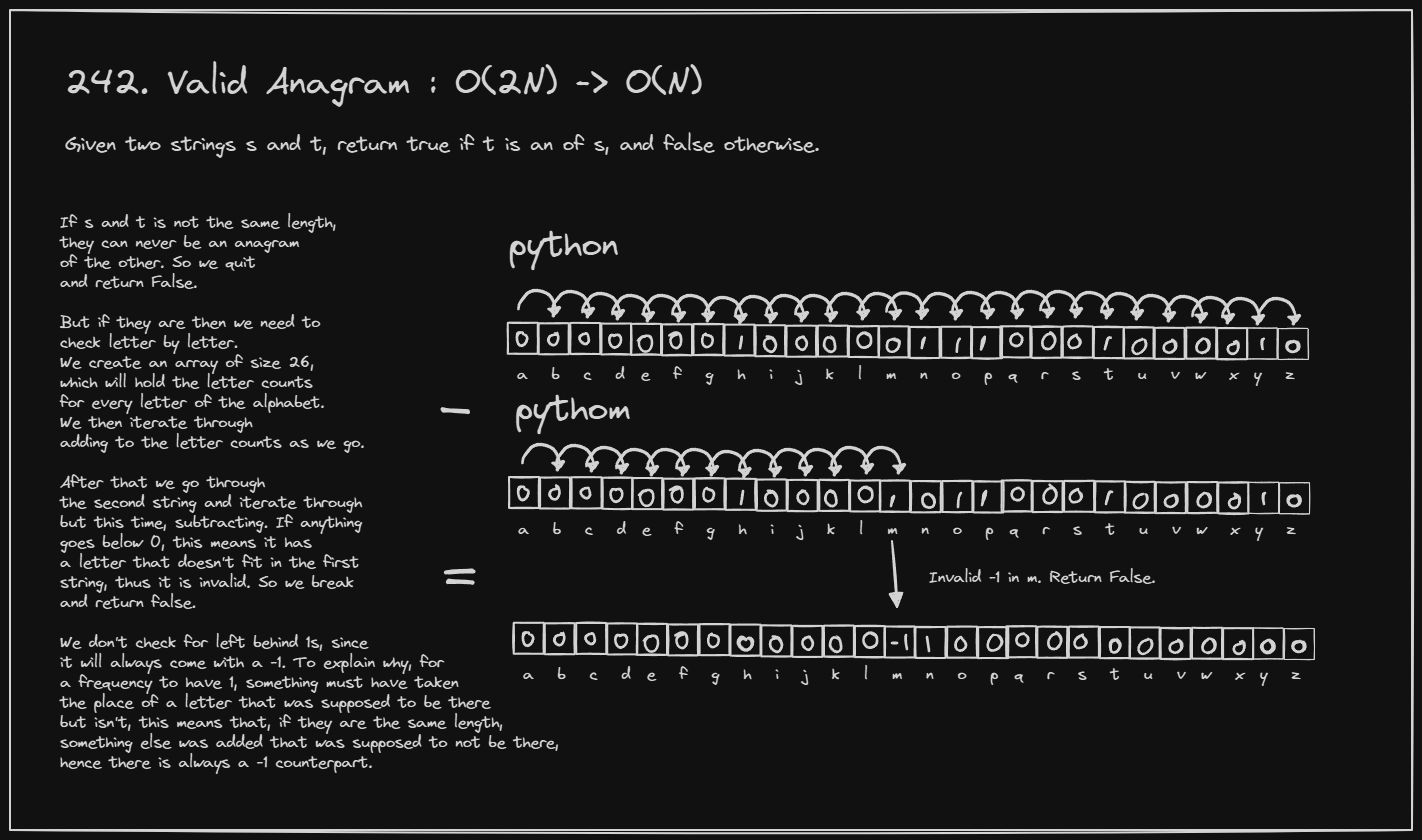 242. Valid Anagram : O(2N) -> O(N)
Given two strings s and t, return true if t is an of s, and false otherwise.
If s and t is not the same length,
they can never be an anagram
of the other. So we quit
and return False.
But if they are then we need to
check letter by letter.
We create an array of size 26,
which will hold the letter counts
for every letter of the alphabet.
We then iterate through
adding to the letter counts as we go.
After that we go through
the second string and iterate through
but this time, subtracting. If anything
goes below 0, this means it has
a letter that doesn't fit in the first
string, thus it is invalid. So we break
and return false.
We don't check for left behind 1s, since
it will always come with a -1. To explain why, for
a frequency to have 1, something must have taken
the place of a letter that was supposed to be there
but isn't, this means that, if they are the same length,
something else was added that was supposed to not be there,
hence there is always a -1 counterpart.
python
0 0 0 0 0 0 0 1 0 0 0 0 0 1 1 1 0 0 0 1 0 0 0 0 1 0
a b c d e f g h i j k l m n o p q r s t u v w x y z
-
pythom
0 0 0 0 0 0 0 1 0 0 0 0 1 0 1 1 0 0 0 1 0 0 0 0 1 0
a b c d e f g h i j k l m n o p q r s t u v w x y z
=
Invalid -1 in m. Return False.
0 0 0 0 0 0 0 0 0 0 0 0 -1 1 0 0 0 0 0 0 0 0 0 0 0 0
a b c d e f g h i j k l m n o p q r s t u v w x y z